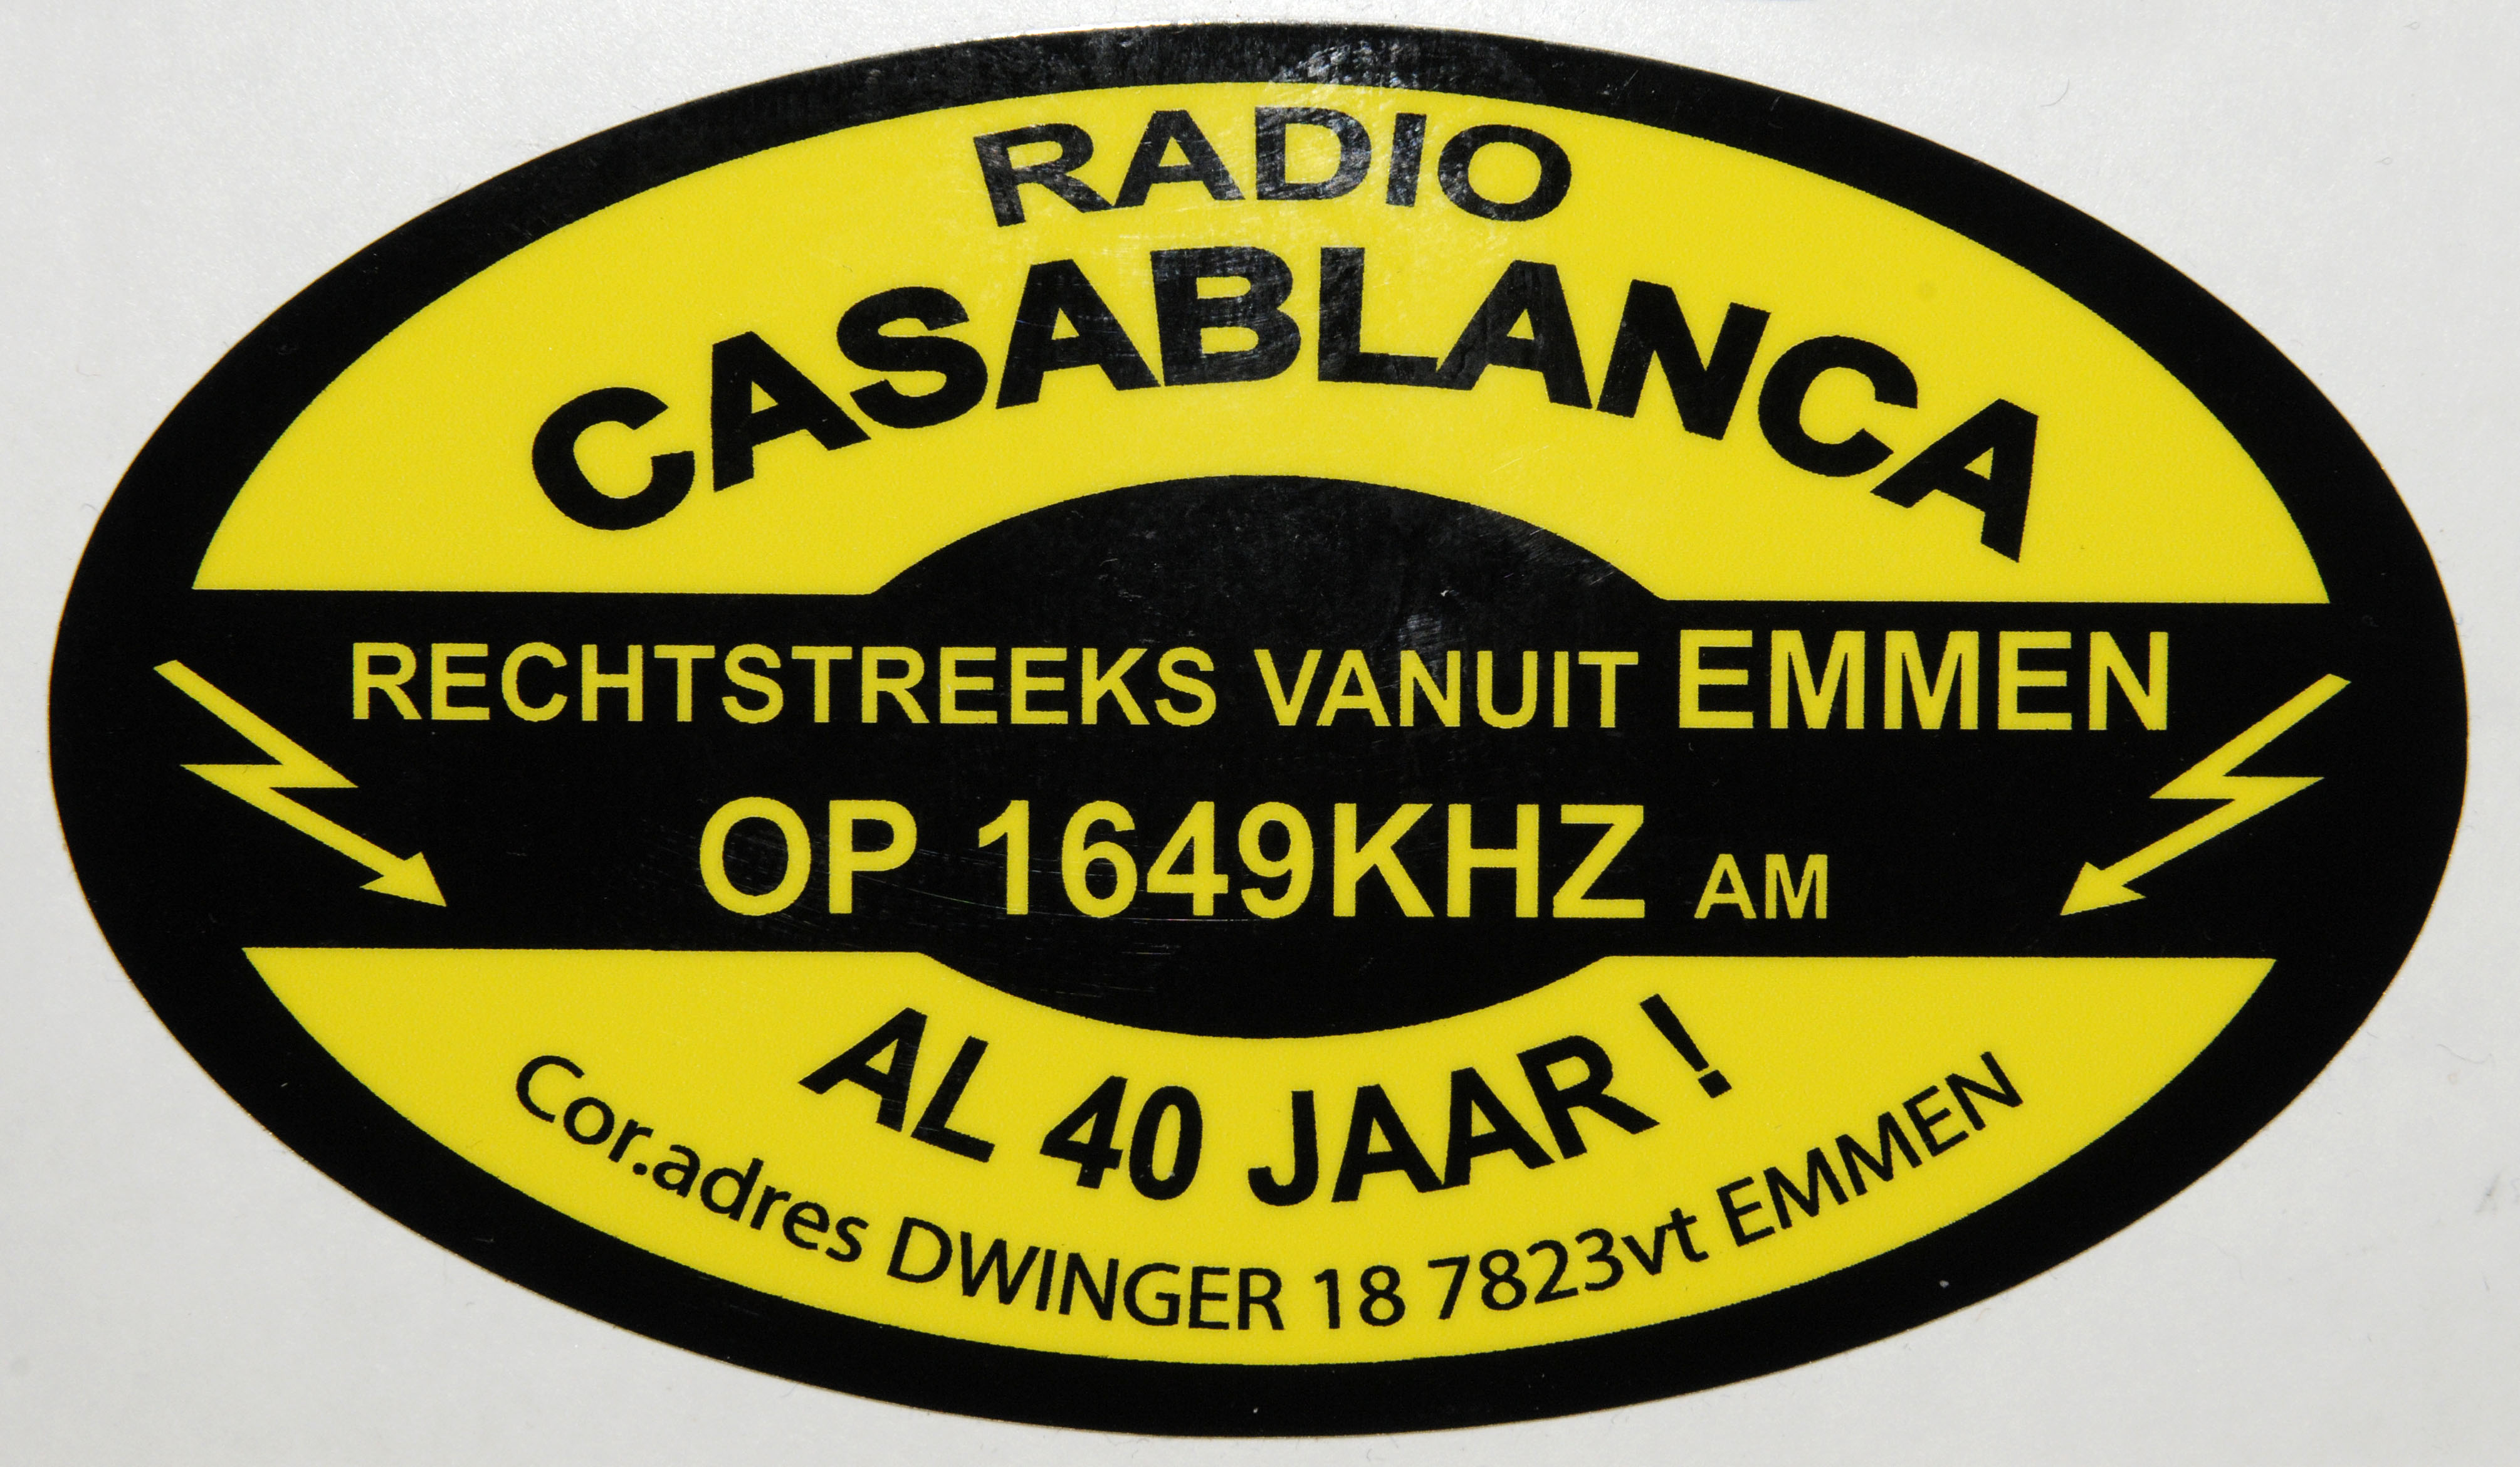 RADIO
CASABLANCA
RECHTSTREEKS VANUIT EMMEN
OP 1649KHZ AM
AL 40 JAAR !
Cor.adres DWINGER 18 7823vt EMMEN